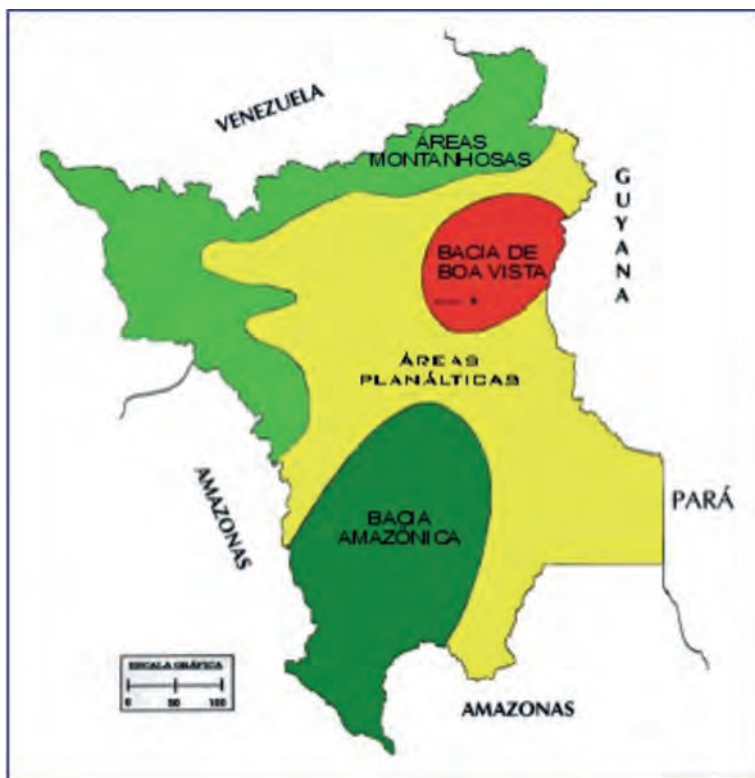 VENEZUELA
ÁREAS
MONTANHOSAS
GUYANA
BACIA DE
BOA VISTA
ÁREAS
PLANÁLTICAS
AMAZONAS
PARÁ
BACIA
AMAZÔNICA
ESCALA GRÁFICA
0 50 100
AMAZONAS